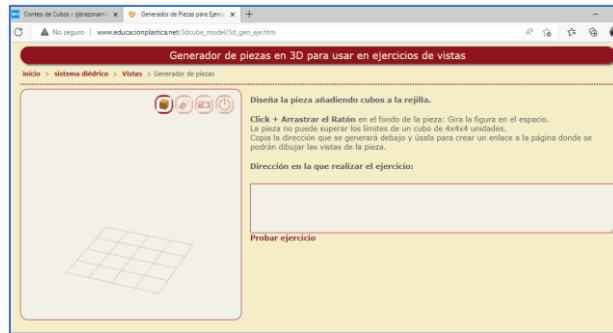 Conteo de Cubos :: sjbrazonami
Generador de Piezas para Ejercic
No seguro | www.educacionplastica.net/3dcube_model/3d_gen_eje.htm
Generador de piezas en 3D para usar en ejercicios de vistas
inicio > sistema diédrico > Vistas > Generador de piezas
Diseña la pieza añadiendo cubos a la rejilla.
Click + Arrastrar el Ratón en el fondo de la pieza: Gira la figura en el espacio.
La pieza no puede superar los límites de un cubo de 4x4x4 unidades.
Copia la dirección que se generará debajo y úsala para crear un enlace a la página donde se
podrán dibujar las vistas de la pieza.
Dirección en la que realizar el ejercicio:
Probar ejercicio